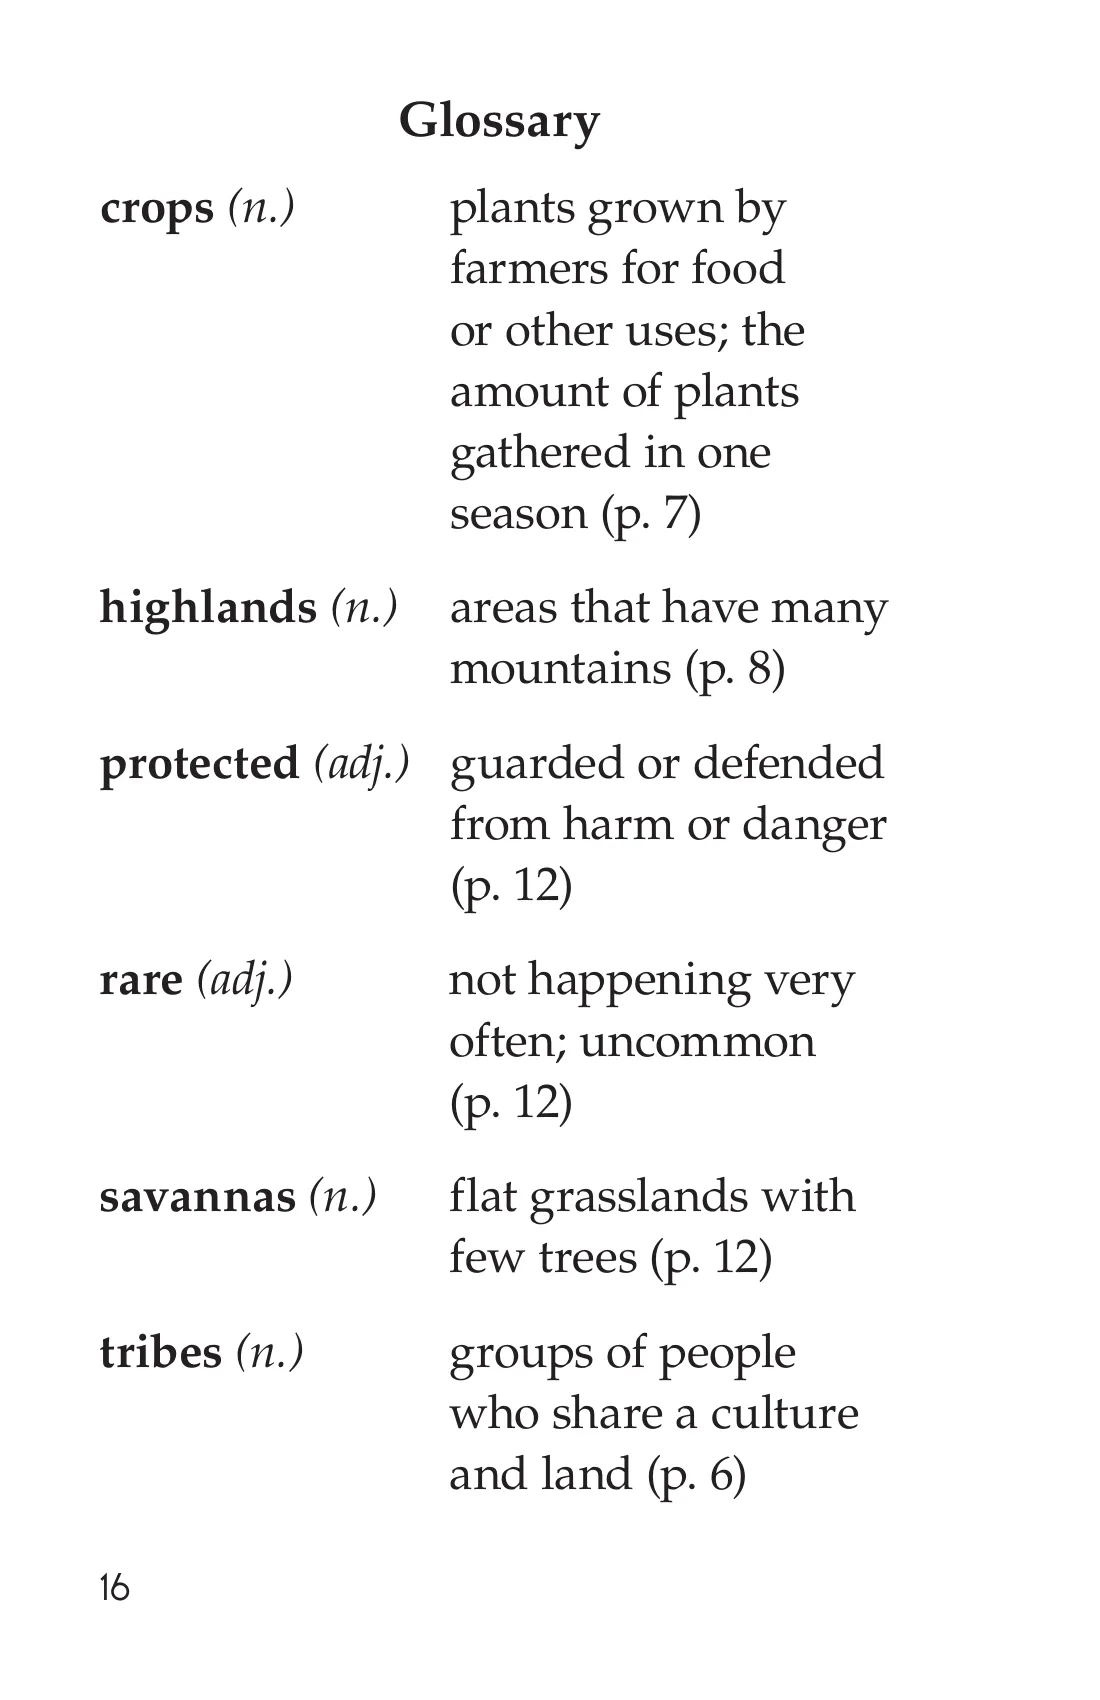 Glossary
crops (n.) plants grown by
farmers for food
or other uses; the
amount of plants
gathered in one
season (p. 7)
highlands (n.) areas that have many
mountains (p. 8)
protected (adj.) guarded or defended
from harm or danger
(p. 12)
rare (adj.) not happening very
often; uncommon
(p. 12)
savannas (n.) flat grasslands with
few trees (p. 12)
tribes (n.) groups of people
who share a culture
and land (p. 6)
16